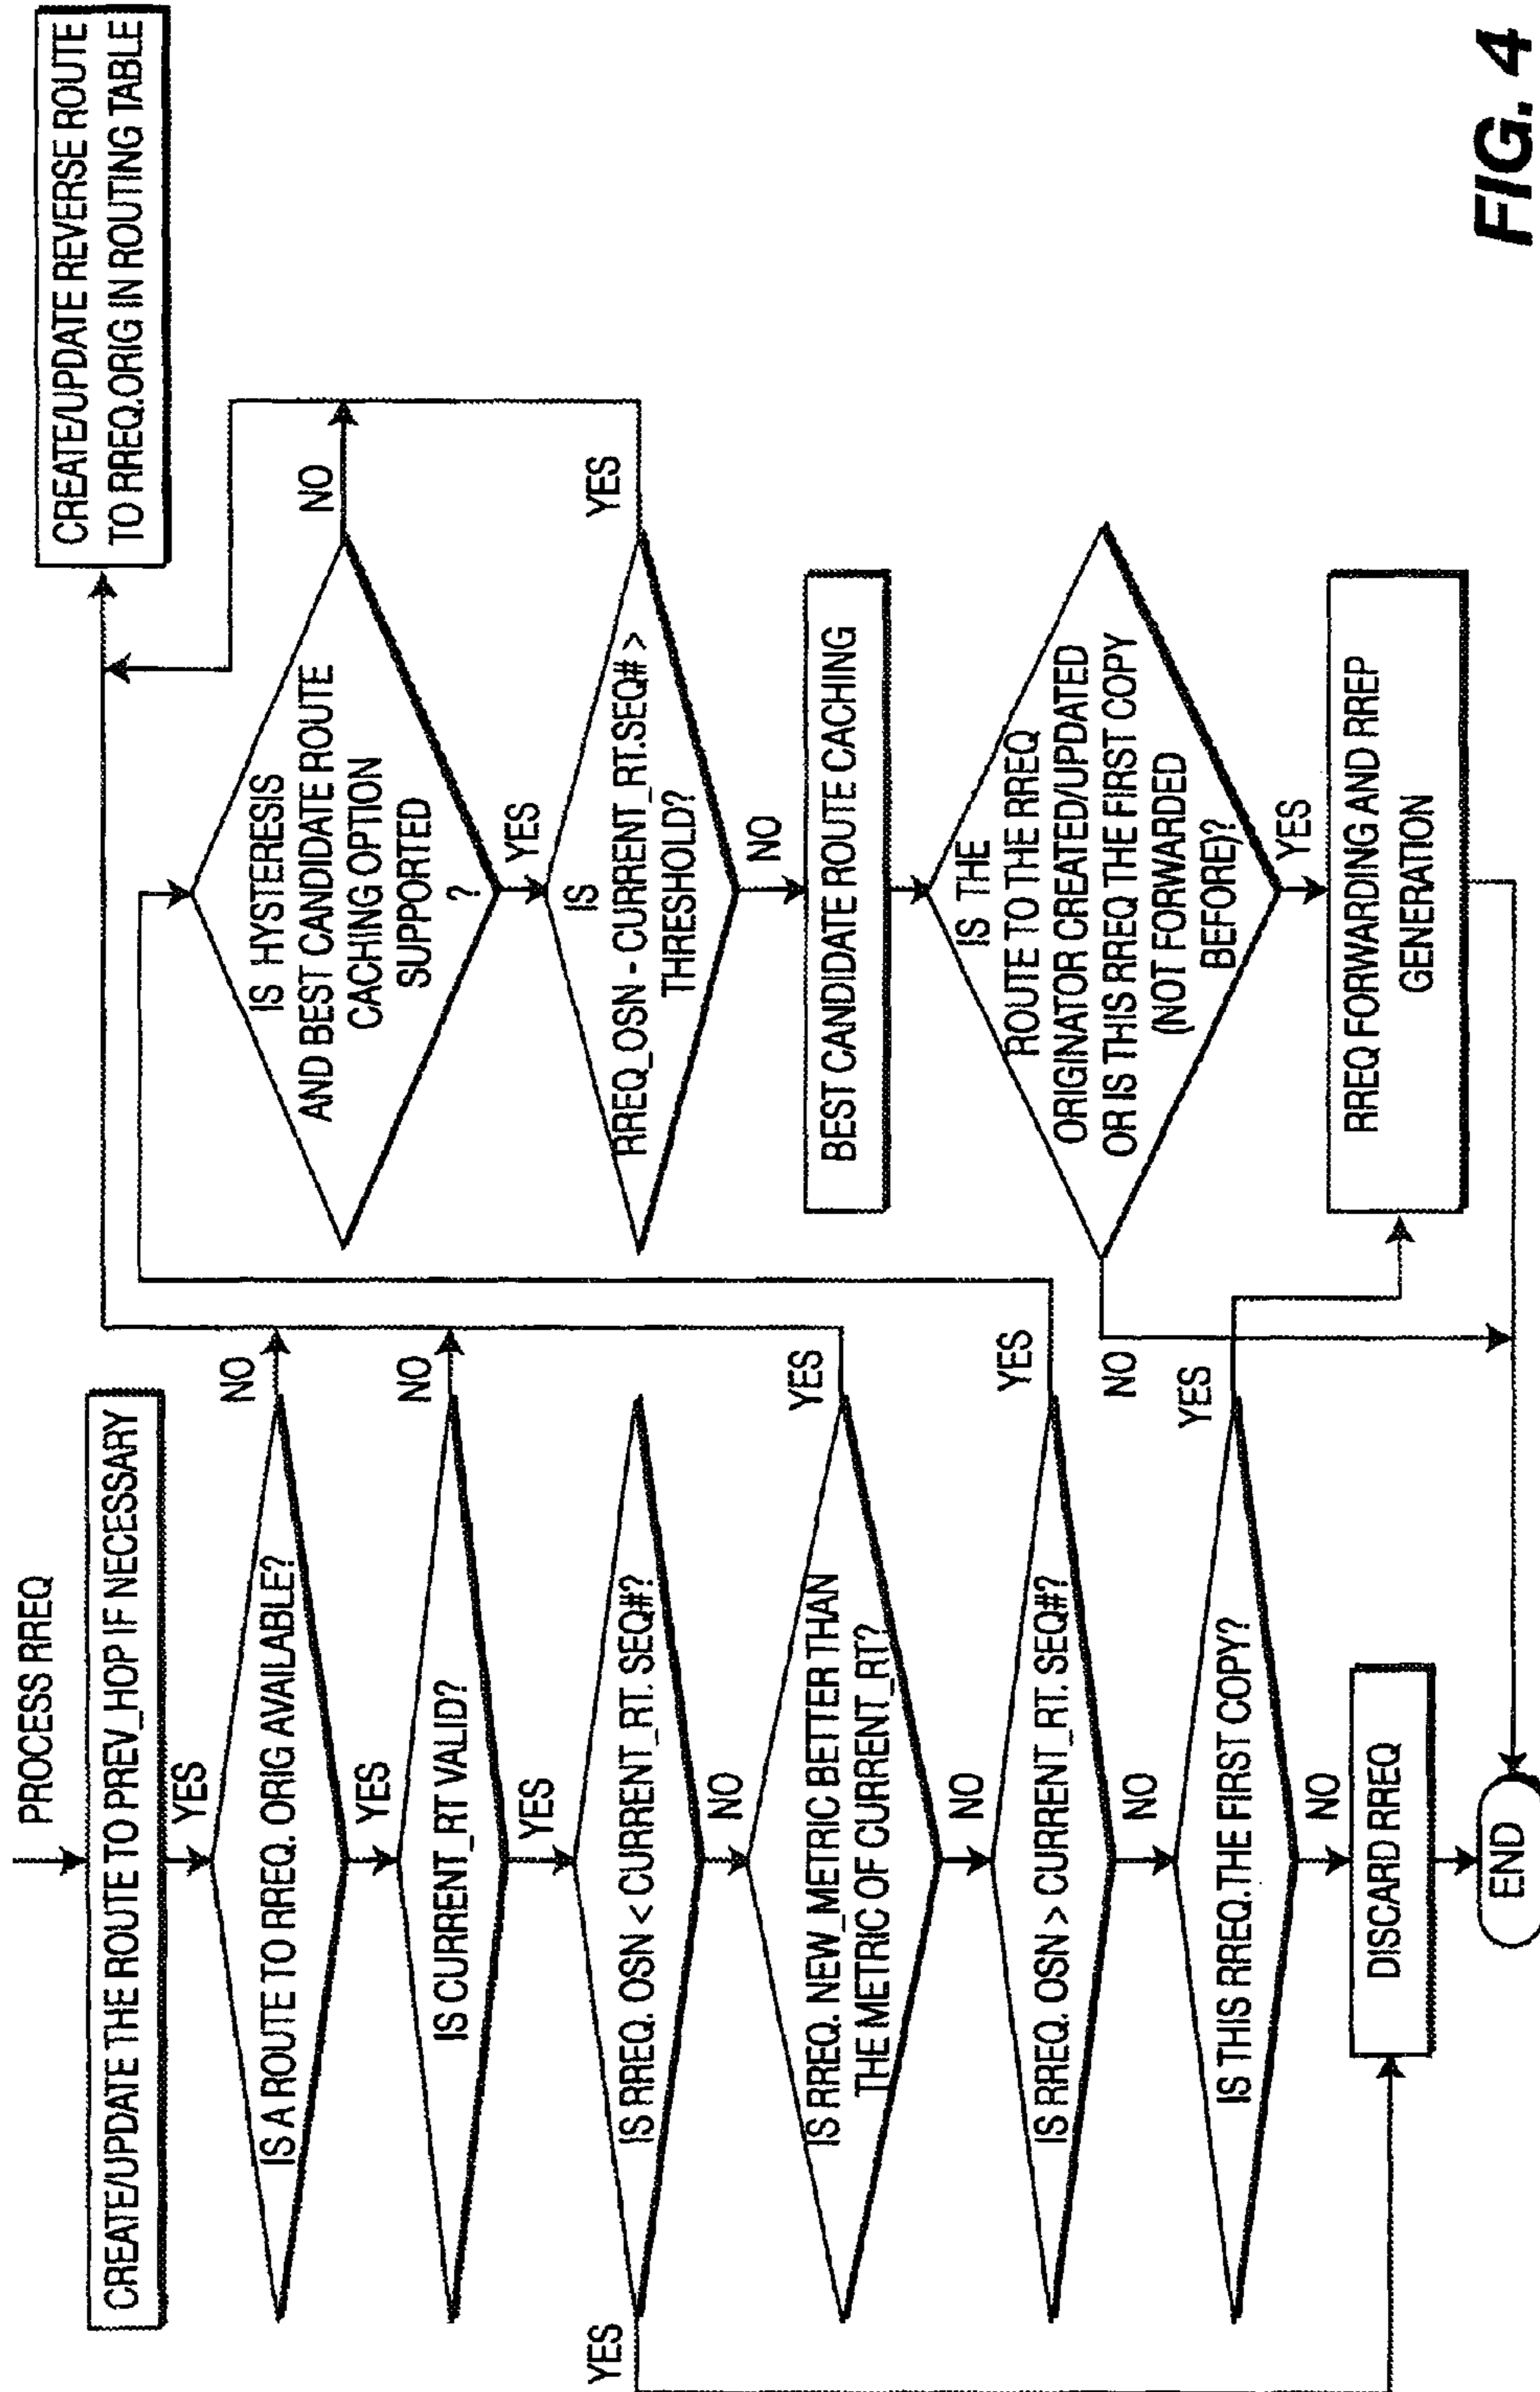 PROCESS RREQ
CREATE/UPDATE THE ROUTE TO PREV_HOP IF NECESSARY
YES
IS A ROUTE TO RREQ. ORIG AVAILABLE?
NO
YES
IS CURRENT_RT VALID?
NO
YES
IS RREQ. OSN < CURRENT_RT. SEQ#?
YES
NO
IS RREQ. NEW_METRIC BETTER THAN
THE METRIC OF CURRENT_RT?
YES
NO
IS RREQ. OSN > CURRENT_RT. SEQ#?
YES
NO
IS THIS RREQ.THE FIRST COPY?
YES
NO
DISCARD RREQ
END
CREATE/UPDATE REVERSE ROUTE
TO RREQ.ORIG IN ROUTING TABLE
IS HYSTERESIS
AND BEST CANDIDATE ROUTE
CACHING OPTION
SUPPORTED
?
NO
YES
IS
RREQ_OSN - CURRENT_RT.SEQ# >
THRESHOLD?
YES
NO
BEST CANDIDATE ROUTE CACHING
IS THE
ROUTE TO THE RREQ
ORIGINATOR CREATED/UPDATED
OR IS THIS RREQ THE FIRST COPY
(NOT FORWARDED
BEFORE)?
NO
YES
RREQ FORWARDING AND RREP
GENERATION
FIG. 4